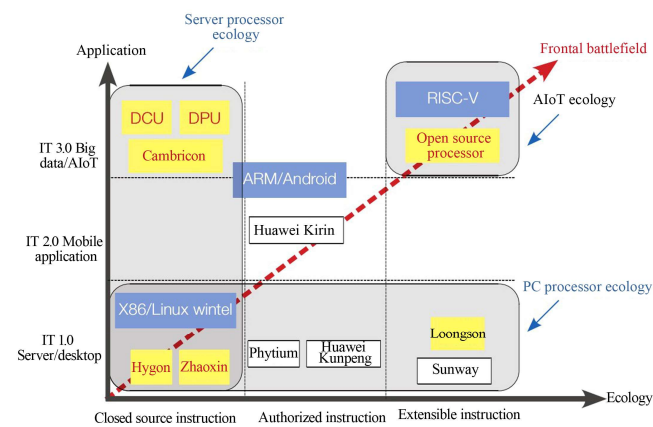 Server processor
ecology
Application
Frontal battlefield
DCU
DPU
RISC-V
AIoT ecology
IT 3.0 Big
data/AIoT
Cambricon
Open source
processor
ARM/Android
IT 2.0 Mobile
application
Huawei Kirin
PC processor ecology
X86/Linux wintel
IT 1.0
Server/desktop
Loongson
Phytium
Huawei
Kunpeng
Hygon
Zhaoxin
Sunway
Ecology
Closed source instruction
Authorized instruction
Extensible instruction